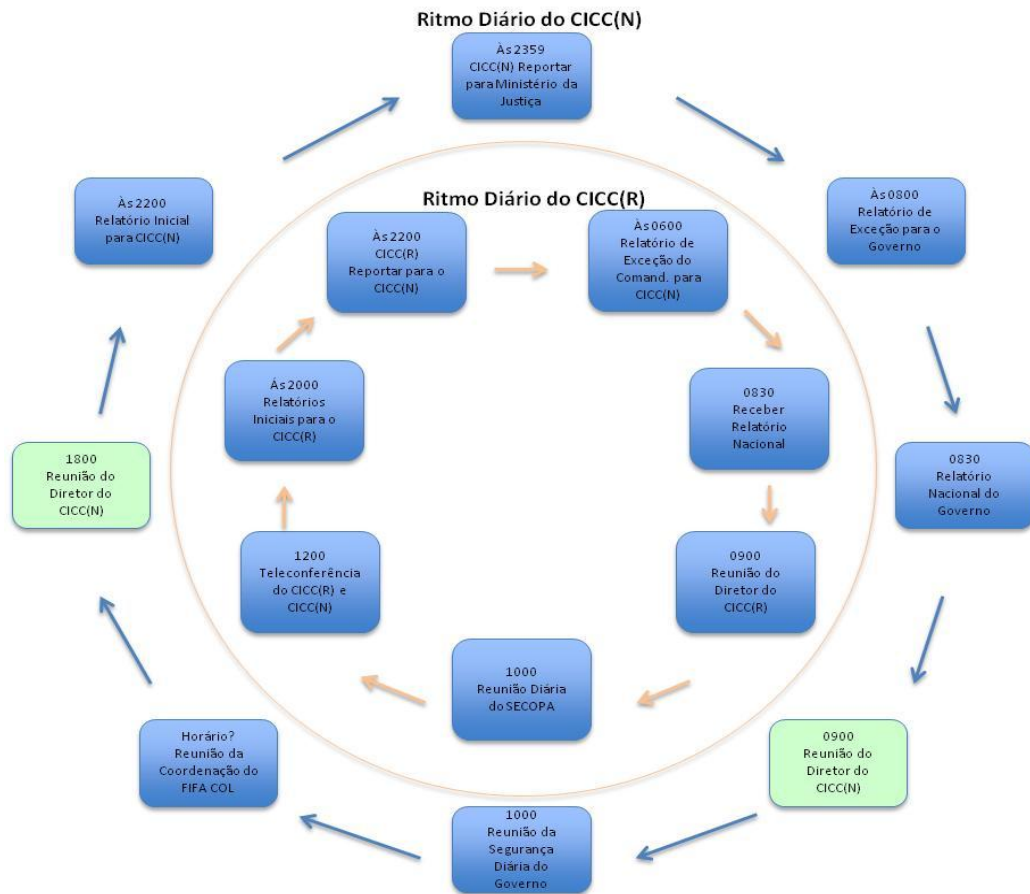 Ritmo Diário do CICC(N)
Às 2359
CICC(N) Reportar
para Ministério da
Justiça
Às 0800
Relatório de
Exceção para o
Governo
0830
Relatório
Nacional do
Governo
0900
Reunião do
Diretor do
CICC(N)
1000
Reunião da
Segurança
Diária do
Governo
Horário?
Reunião da
Coordenação do
FIFA COL
1800
Reunião do
Diretor do
CICC(N)
Às 2200
Relatório Inicial
para CICC(N)
Ritmo Diário do CICC(R)
Às 2200
CICC(R)
Reportar para o
CICC(N)
Às 0600
Relatório de
Exceção do
Comand. para
CICC(N)
0830
Receber
Relatório
Nacional
0900
Reunião do
Diretor do
CICC(R)
1000
Reunião Diária
do SECOPA
1200
Teleconferência
do CICC(R) e
CICC(N)
Ás 2000
Relatórios
Iniciais para o
CICC(R)